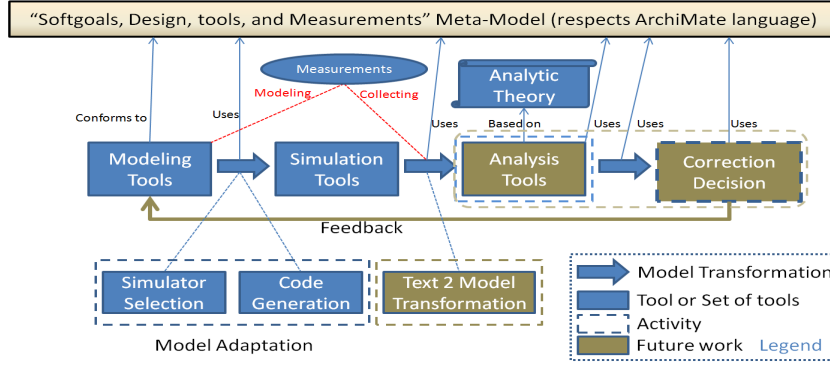 “Softgoals, Design, tools, and Measurements” Meta-Model (respects ArchiMate language)
Measurements
Analytic
Theory
Modeling
Collecting
Conforms to
Uses
Uses
Based on
Uses
Uses
Uses
Modeling
Tools
Simulation
Tools
Analysis
Tools
Correction
Decision
Feedback
Simulator
Selection
Code
Generation
Text 2 Model
Transformation
Model Adaptation
Model Transformation
Tool or Set of tools
Activity
Future work
Legend